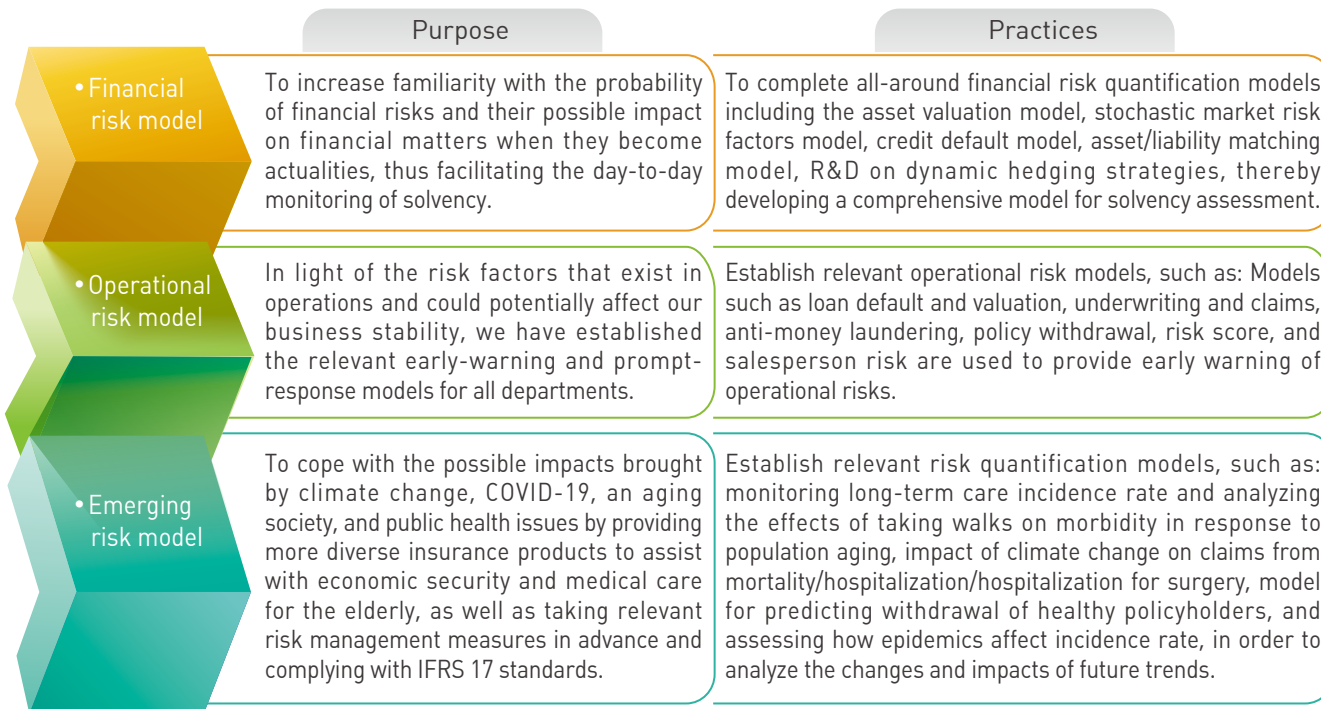 Purpose
Practices
• Financial
risk model
To increase familiarity with the probability
of financial risks and their possible impact
on financial matters when they become
actualities, thus facilitating the day-to-day
monitoring of solvency.
To complete all-around financial risk quantification models
including the asset valuation model, stochastic market risk
factors model, credit default model, asset/liability matching
model, R&D on dynamic hedging strategies, thereby
developing a comprehensive model for solvency assessment.
• Operational
risk model
In light of the risk factors that exist in
operations and could potentially affect our
business stability, we have established
the relevant early-warning and prompt-
response models for all departments.
Establish relevant operational risk models, such as: Models
such as loan default and valuation, underwriting and claims,
anti-money laundering, policy withdrawal, risk score, and
salesperson risk are used to provide early warning of
operational risks.
• Emerging
risk model
To cope with the possible impacts brought
by climate change, COVID-19, an aging
society, and public health issues by providing
more diverse insurance products to assist
with economic security and medical care
for the elderly, as well as taking relevant
risk management measures in advance and
complying with IFRS 17 standards.
Establish relevant risk quantification models, such as:
monitoring long-term care incidence rate and analyzing
the effects of taking walks on morbidity in response to
population aging, impact of climate change on claims from
mortality/hospitalization/hospitalization for surgery, model
for predicting withdrawal of healthy policyholders, and
assessing how epidemics affect incidence rate, in order to
analyze the changes and impacts of future trends.